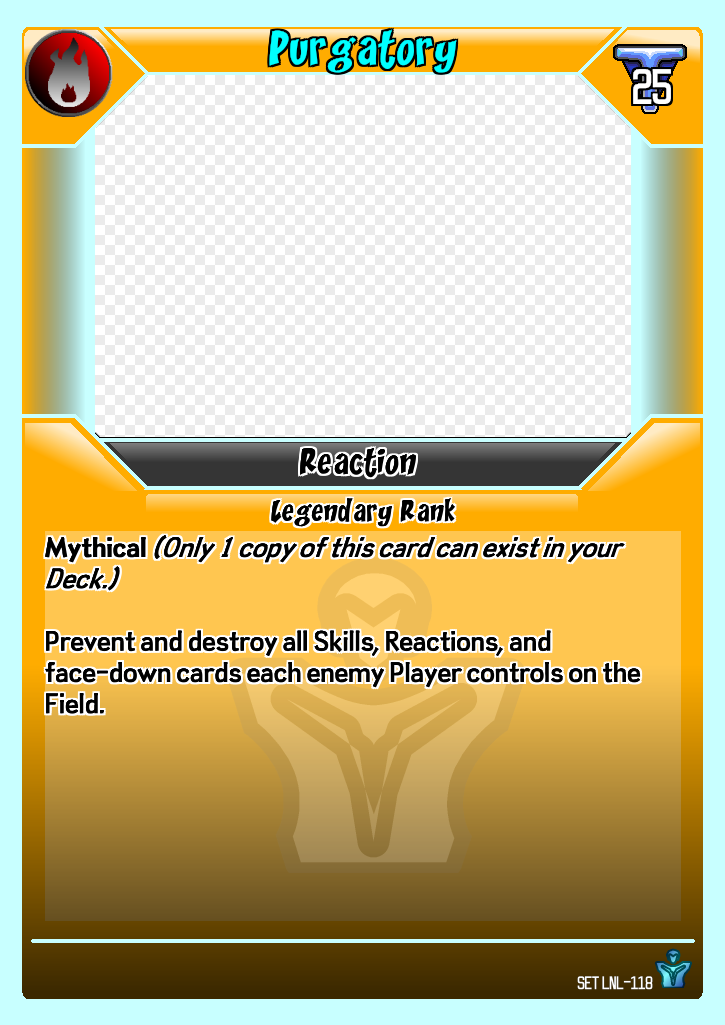 Purgatory
25
Reaction
Legendary Rank
Mythical (Only 1 copy of this card can exist in your
Deck.)
Prevent and destroy all Skills, Reactions, and
face-down cards each enemy Player controls on the
Field.
SET LNL-118